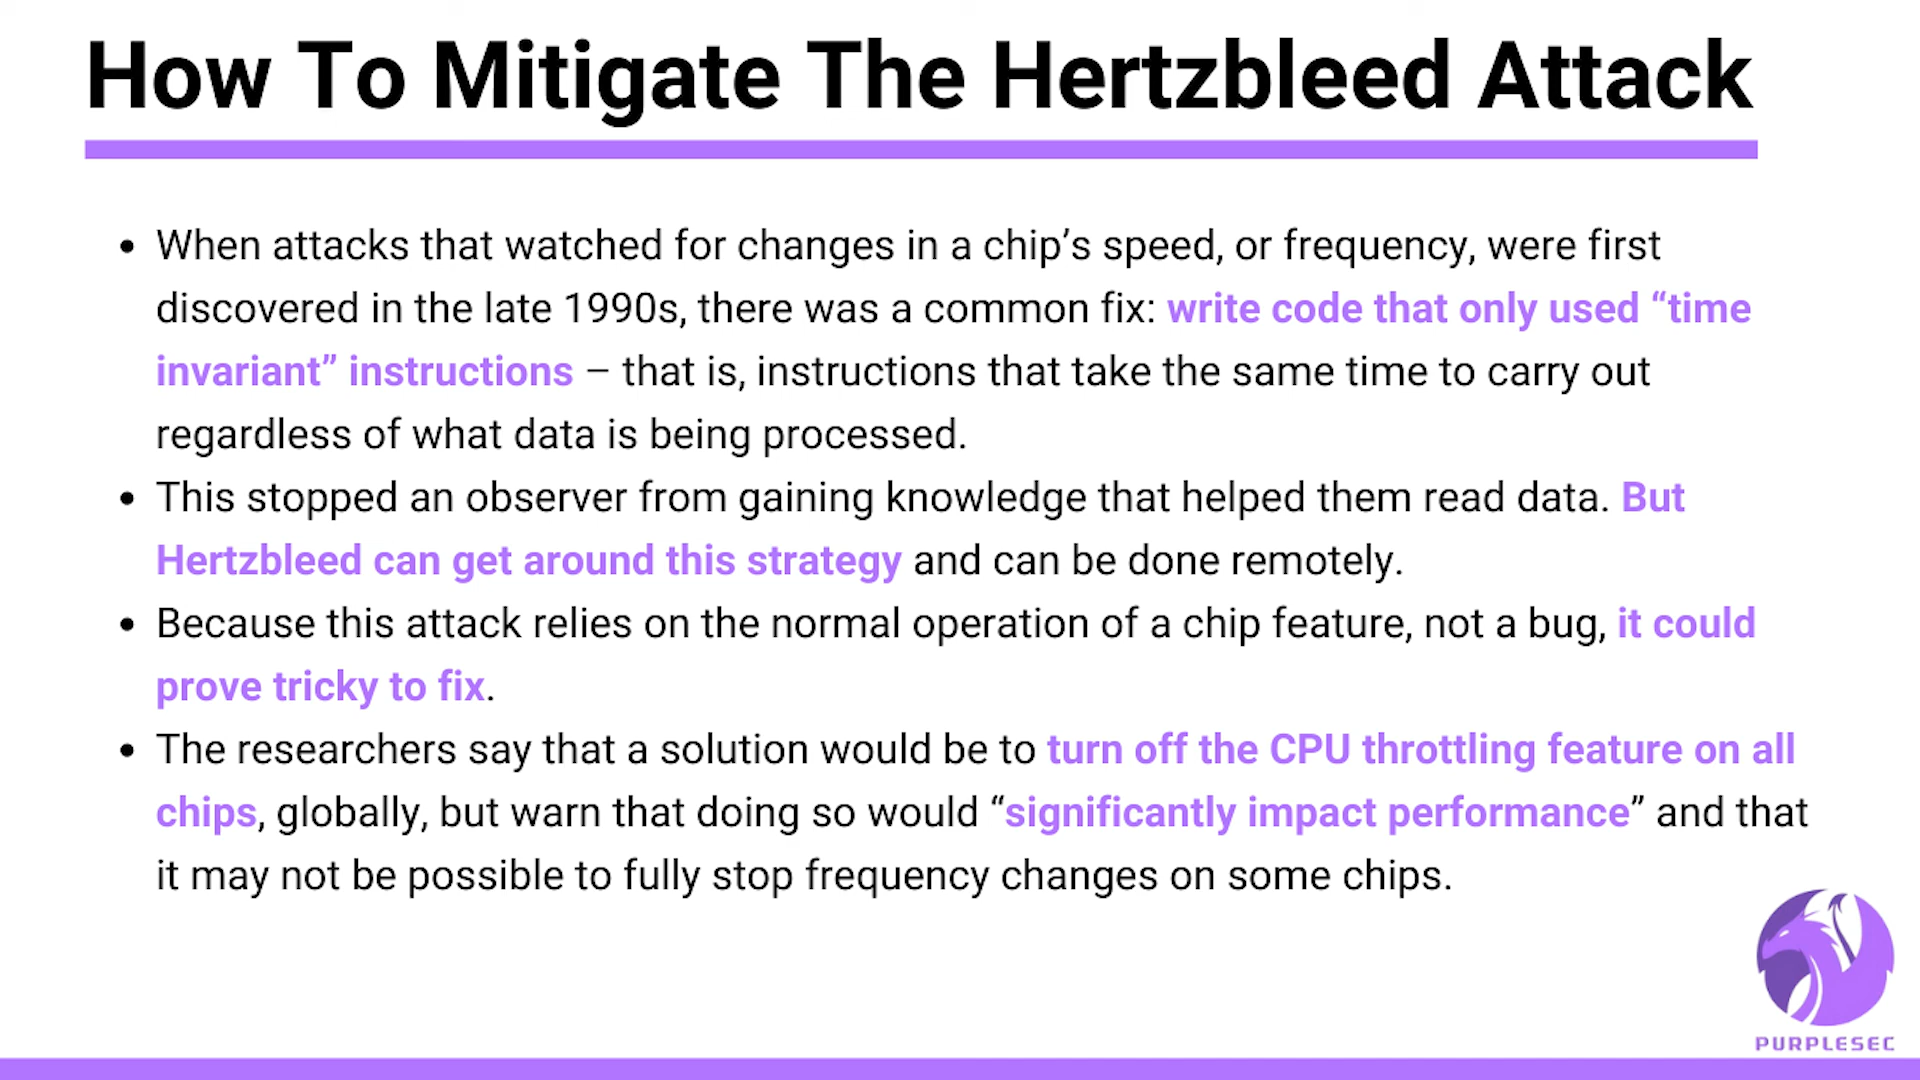 How To Mitigate The Hertzbleed Attack
• When attacks that watched for changes in a chip’s speed, or frequency, were first
discovered in the late 1990s, there was a common fix: write code that only used “time
invariant” instructions – that is, instructions that take the same time to carry out
regardless of what data is being processed.
• This stopped an observer from gaining knowledge that helped them read data. But
Hertzbleed can get around this strategy and can be done remotely.
• Because this attack relies on the normal operation of a chip feature, not a bug, it could
prove tricky to fix.
• The researchers say that a solution would be to turn off the CPU throttling feature on all
chips, globally, but warn that doing so would “significantly impact performance” and that
it may not be possible to fully stop frequency changes on some chips.
PURPLESEC